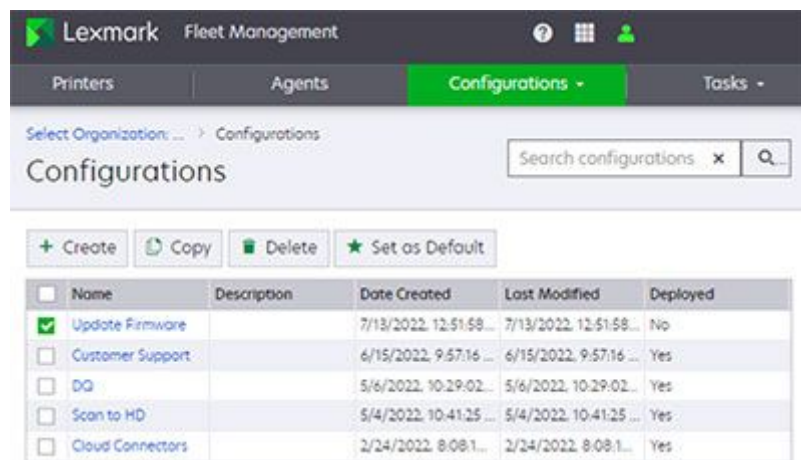 Lexmark Fleet Management
Printers Agents Configurations Tasks
Select Organization: ... > Configurations
Configurations
Search configurations
+ Create Copy Delete Set as Default
Name Description Date Created Last Modified Deployed
Update Firmware 7/13/2022, 12:51:58... 7/13/2022, 12:51:58... No
Customer Support 6/15/2022, 9:57:16 ... 6/15/2022, 9:57:16 ... Yes
DQ 5/6/2022, 10:29:02... 5/6/2022, 10:29:02... Yes
Scan to HD 5/4/2022, 10:41:25 ... 5/4/2022, 10:41:25 ... Yes
Cloud Connectors 2/24/2022, 8:08:1... 2/24/2022, 8:08:1... Yes